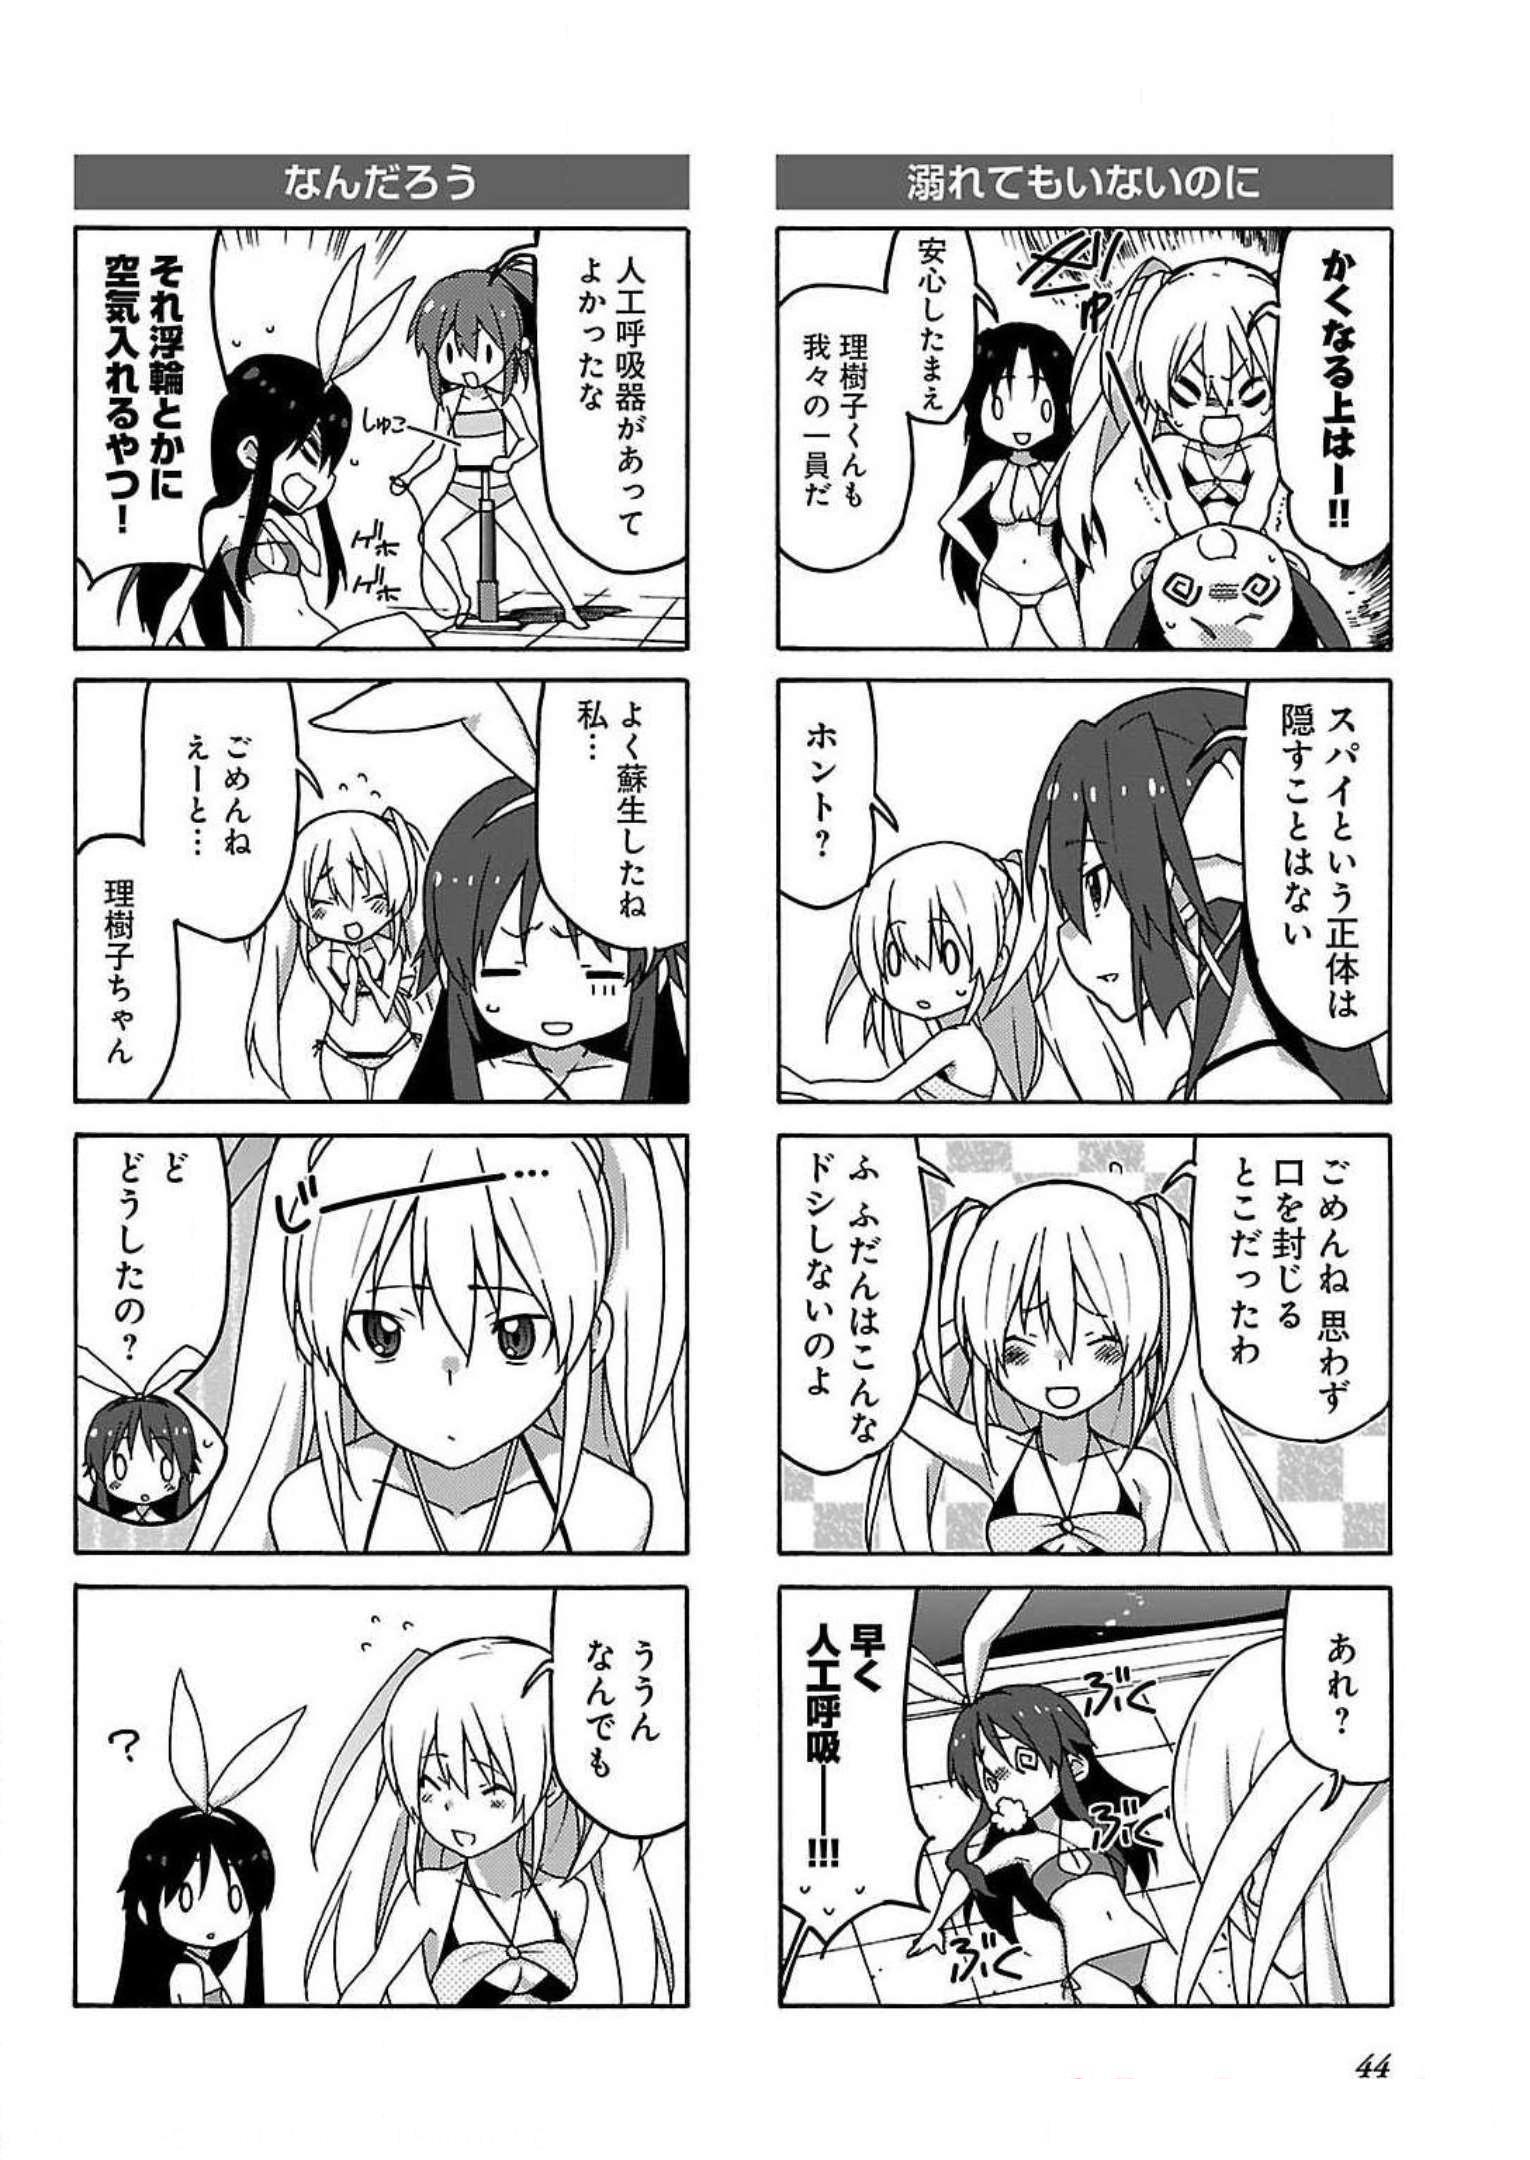 溺れてもいないのに
かくなる上はー!!
ギリ
ギュ
安心したまえ
理樹子くんも
我々の一員だ
スパイという正体は
隠すことはない
ホント?
ごめんね 思わず
口を封じる
とこだったわ
ふ ふだんはこんな
ドシしないのよ
あれ?
ぶく
ぶく
ぶく
早く
人工呼吸――!!!
なんだろう
人工呼吸器があって
よかったな
しゅこー
ゲホ
ゲホ
それ浮輪とかに
空気入れるやつ!
よく蘇生したね
私…
ごめんね
えーと…
理樹子ちゃん
じーーー…
ど
どうしたの?
ううん
なんでも
?
44